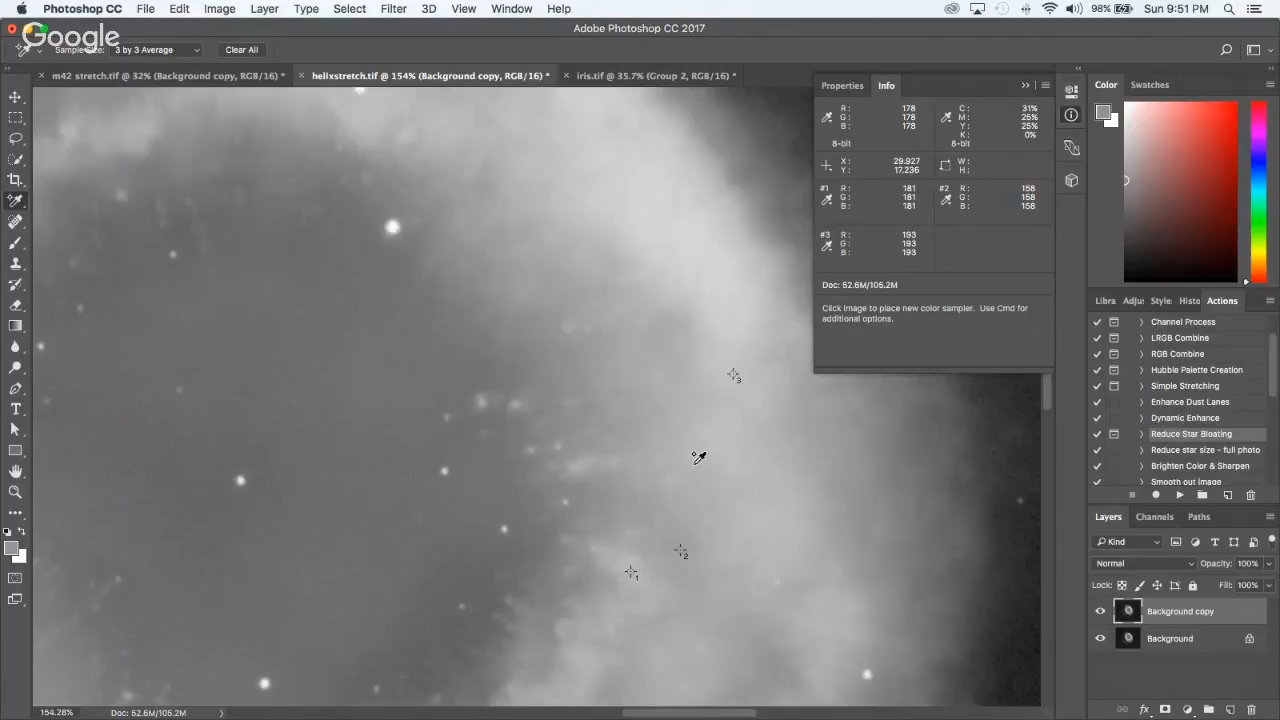 Photoshop CC File Edit Image Layer Type Select Filter 3D View Window Help 98% Sun 9:51 PM
Adobe Photoshop CC 2017
Google
Sample Size: 3 by 3 Average Clear All
m42 stretch.tif @ 32% (Background copy, RGB/16) * helixstretch.tif @ 154% (Background copy, RGB/16) * iris.tif @ 35.7% (Group 2, RGB/16) *
Properties Info
R: 178 C: 31%
G: 178 M: 25%
B: 178 Y: 25%
K: 0%
8-bit 8-bit
X: 29.927 W:
Y: 17.236 H:
#1 R: 181 #2 R: 158
G: 181 G: 158
B: 181 B: 158
#3 R: 193
G: 193
B: 193
Doc: 52.6M/105.2M
Click image to place new color sampler. Use Cmd for
additional options.
Color Swatches
Libra Adju: Style: Histo Actions
Channel Process
LRGB Combine
RGB Combine
Hubble Palette Creation
Simple Stretching
Enhance Dust Lanes
Dynamic Enhance
Reduce Star Bloating
Reduce star size - full photo
Brighten Color & Sharpen
Smooth out image
Layers Channels Paths
Kind
Normal Opacity: 100%
Lock: Fill: 100%
Background copy
Background
3
2
1
154.28% Doc: 52.6M/105.2M